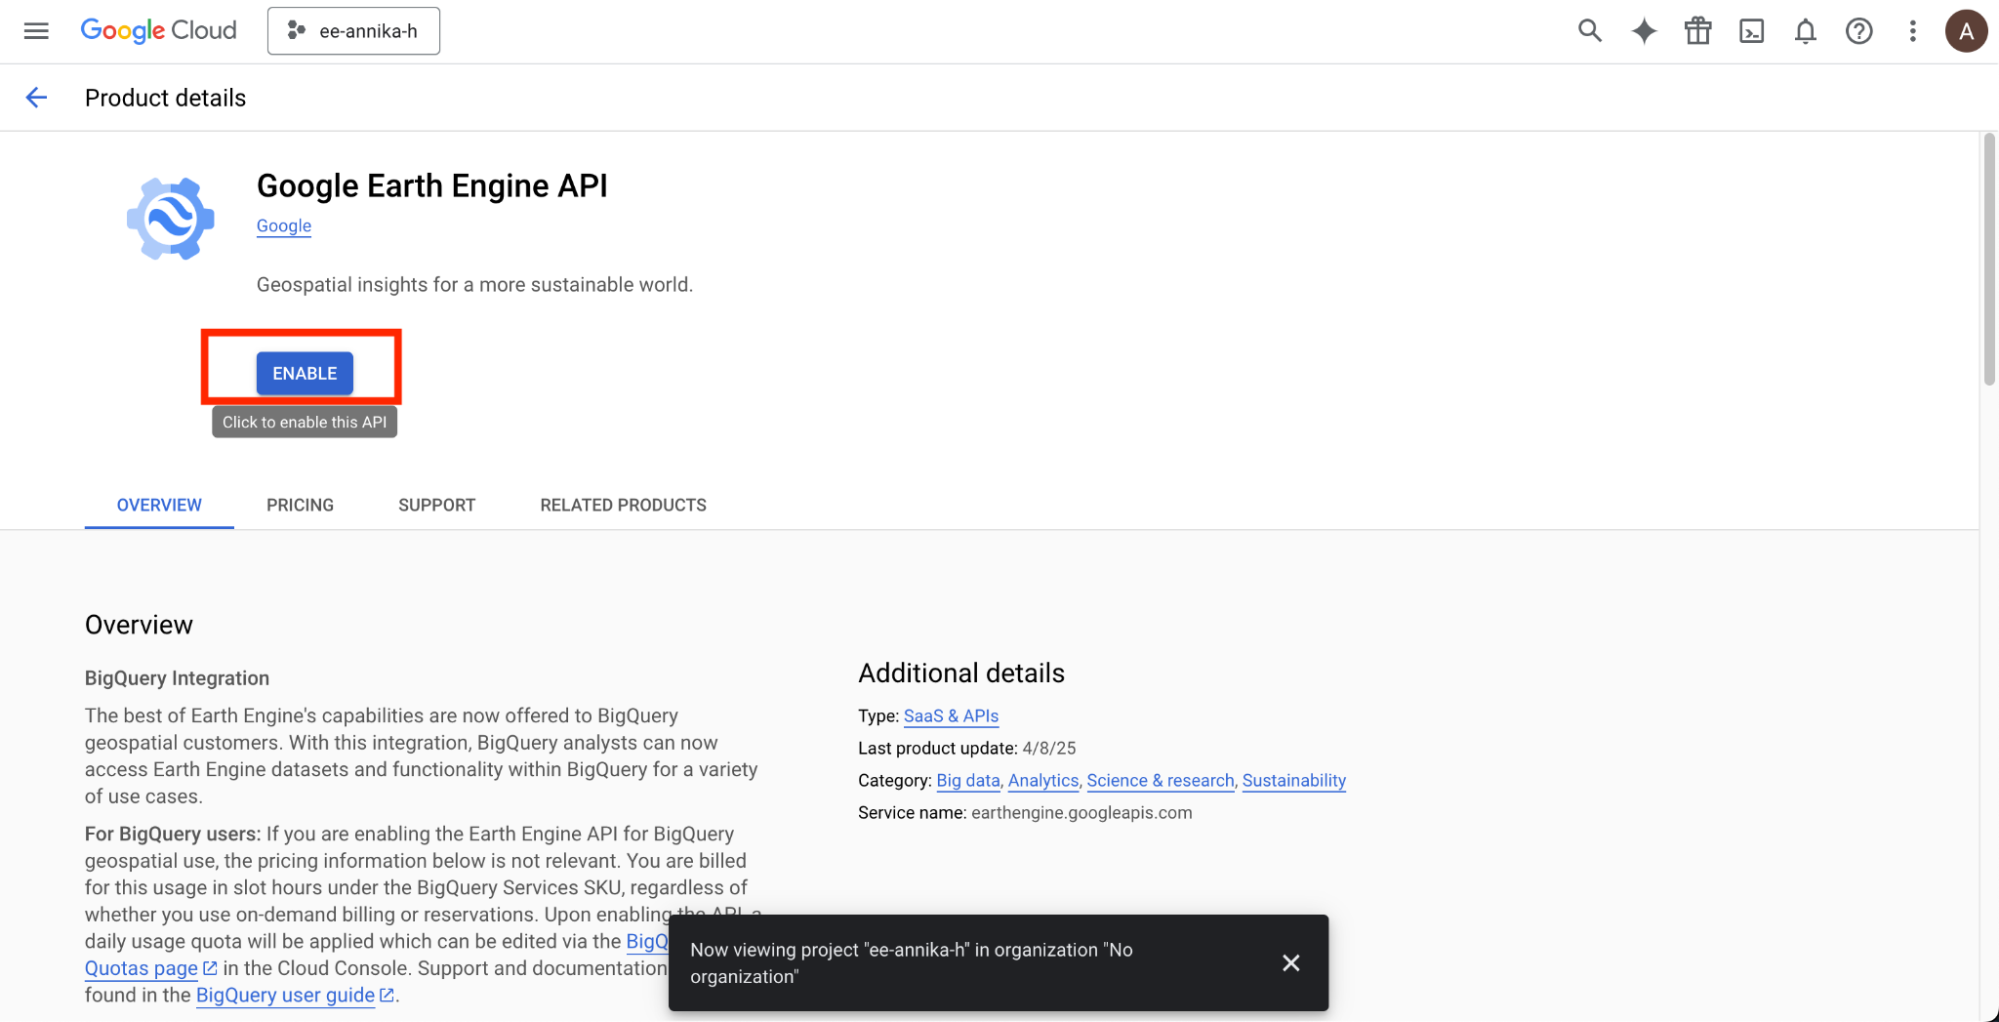 Google Cloud
ee-annika-h
A
Product details
Google Earth Engine API
Google
Geospatial insights for a more sustainable world.
ENABLE
Click to enable this API
OVERVIEW
PRICING
SUPPORT
RELATED PRODUCTS
Overview
BigQuery Integration
The best of Earth Engine's capabilities are now offered to BigQuery
geospatial customers. With this integration, BigQuery analysts can now
access Earth Engine datasets and functionality within BigQuery for a variety
of use cases.
For BigQuery users: If you are enabling the Earth Engine API for BigQuery
geospatial use, the pricing information below is not relevant. You are billed
for this usage in slot hours under the BigQuery Services SKU, regardless of
whether you use on-demand billing or reservations. Upon enabling the API, a
daily usage quota will be applied which can be edited via the BigQ
Quotas page in the Cloud Console. Support and documentation
found in the BigQuery user guide.
Additional details
Type: SaaS & APIs
Last product update: 4/8/25
Category: Big data, Analytics, Science & research, Sustainability
Service name: earthengine.googleapis.com
Now viewing project "ee-annika-h" in organization "No
organization"